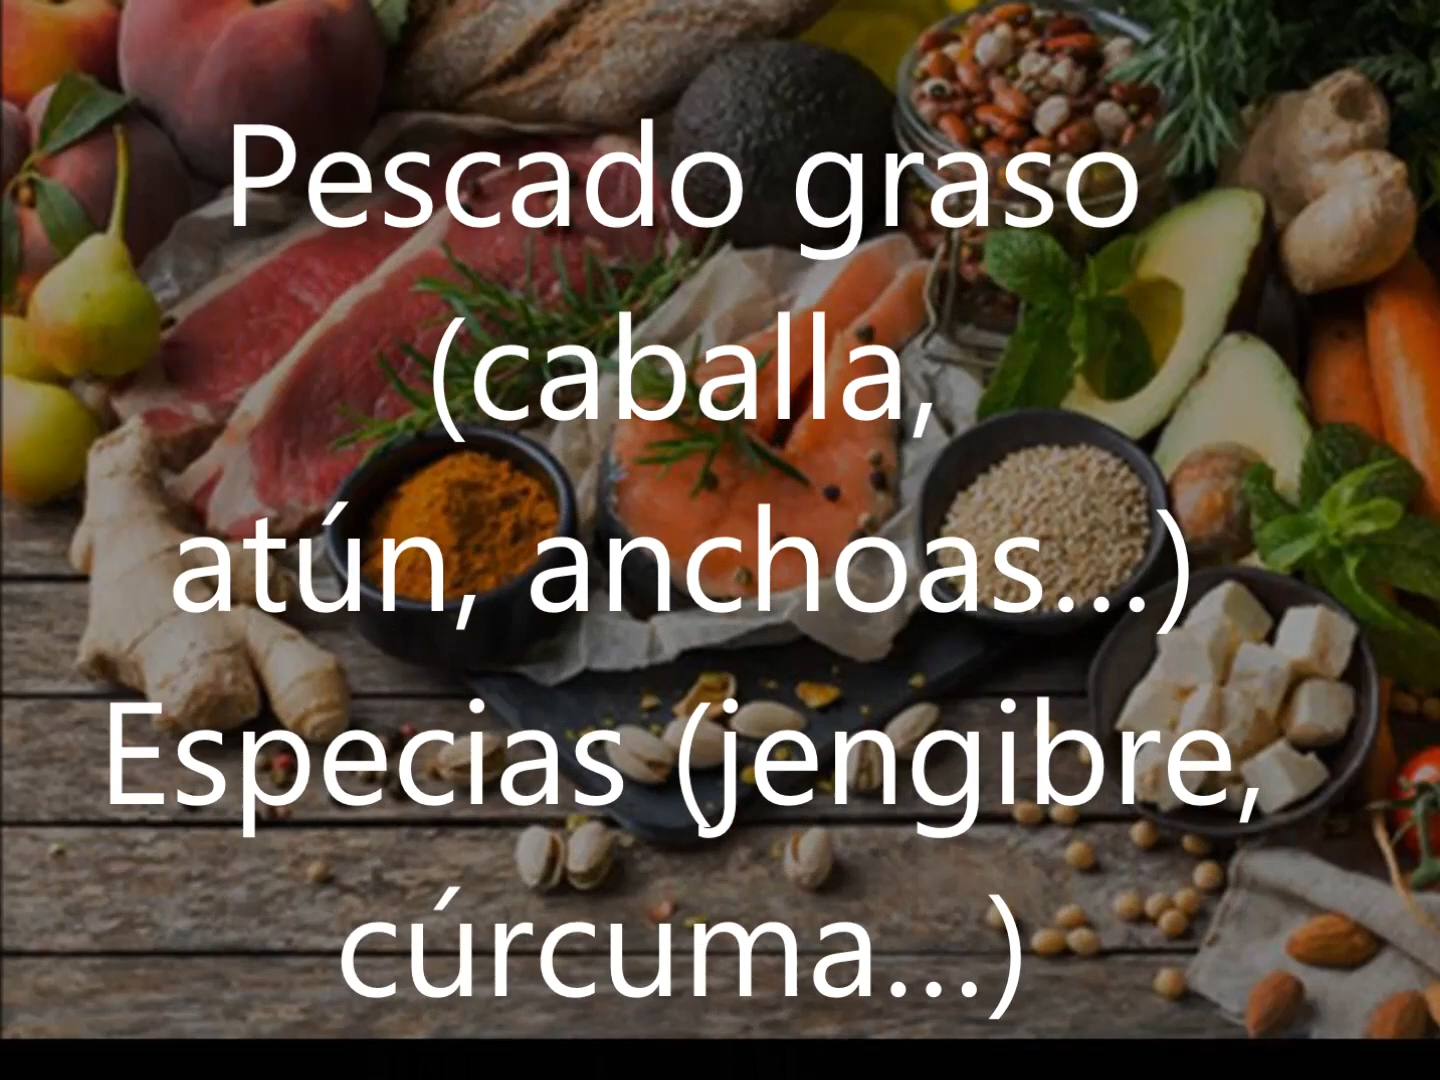 Pescado graso
(caballa,
atún, anchoas...)
Especias (jengibre,
cúrcuma...)